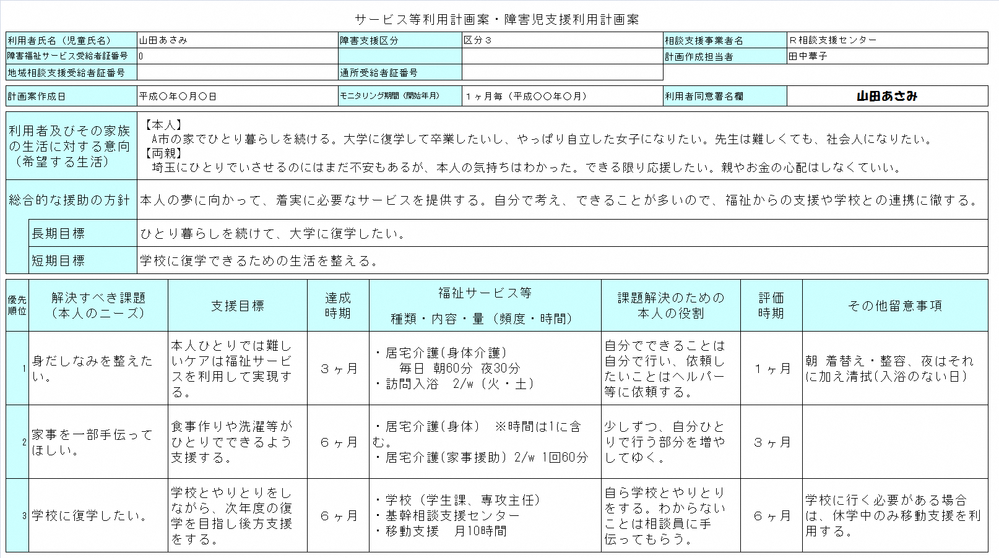 サービス等利用計画案・障害児支援利用計画案
利用者氏名（児童氏名） 山田あさみ 障害支援区分 区分３ 相談支援事業者名 Ｒ相談支援センター
障害福祉サービス受給者証番号 0 計画作成担当者 田中華子
地域相談支援受給者証番号 通所受給者証番号
計画案作成日 平成〇年〇月〇日 モニタリング期間（開始年月） １ヶ月毎（平成〇〇年〇月） 利用者同意署名欄 山田あさみ
利用者及びその家族
の生活に対する意向
（希望する生活）
【本人】
A市の家でひとり暮らしを続ける。大学に復学して卒業したいし、やっぱり自立した女子になりたい。先生は難しくても、社会人になりたい。
【両親】
埼玉にひとりでいさせるのにはまだ不安もあるが、本人の気持ちはわかった。できる限り応援したい。親やお金の心配はしなくていい。
総合的な援助の方針 本人の夢に向かって、着実に必要なサービスを提供する。自分で考え、できることが多いので、福祉からの支援や学校との連携に徹する。
長期目標 ひとり暮らしを続けて、大学に復学したい。
短期目標 学校に復学できるための生活を整える。
優先
順位
解決すべき課題
（本人のニーズ）
支援目標
達成
時期
福祉サービス等
種類・内容・量（頻度・時間）
課題解決のための
本人の役割
評価
時期
その他留意事項
1
身だしなみを整えた
い。
本人ひとりでは難し
いケアは福祉サービ
スを利用して実現す
る。
３ヶ月
・居宅介護(身体介護)
毎日 朝60分 夜30分
・訪問入浴　2/w（火・土）
自分でできることは
自分で行い、依頼し
たいことはヘルパー
等に依頼する。
１ヶ月
朝 着替え・整容、夜はそれ
に加え清拭(入浴のない日)
2
家事を一部手伝って
ほしい。
食事作りや洗濯等が
ひとりでできるよう
支援する。
６ヶ月
・居宅介護(身体)　※時間は1に含
む。
・居宅介護(家事援助) 2/w 1回60分
少しずつ、自分ひと
りで行う部分を増や
してゆく。
３ヶ月
3
学校に復学したい。
学校とやりとりをし
ながら、次年度の復
学を目指し後方支援
をする。
６ヶ月
・学校（学生課、専攻主任）
・基幹相談支援センター
・移動支援　月10時間
自ら学校とやりとり
をする。わからない
ことは相談員に手
伝ってもらう。
６ヶ月
学校に行く必要がある場合
は、休学中のみ移動支援を利
用する。